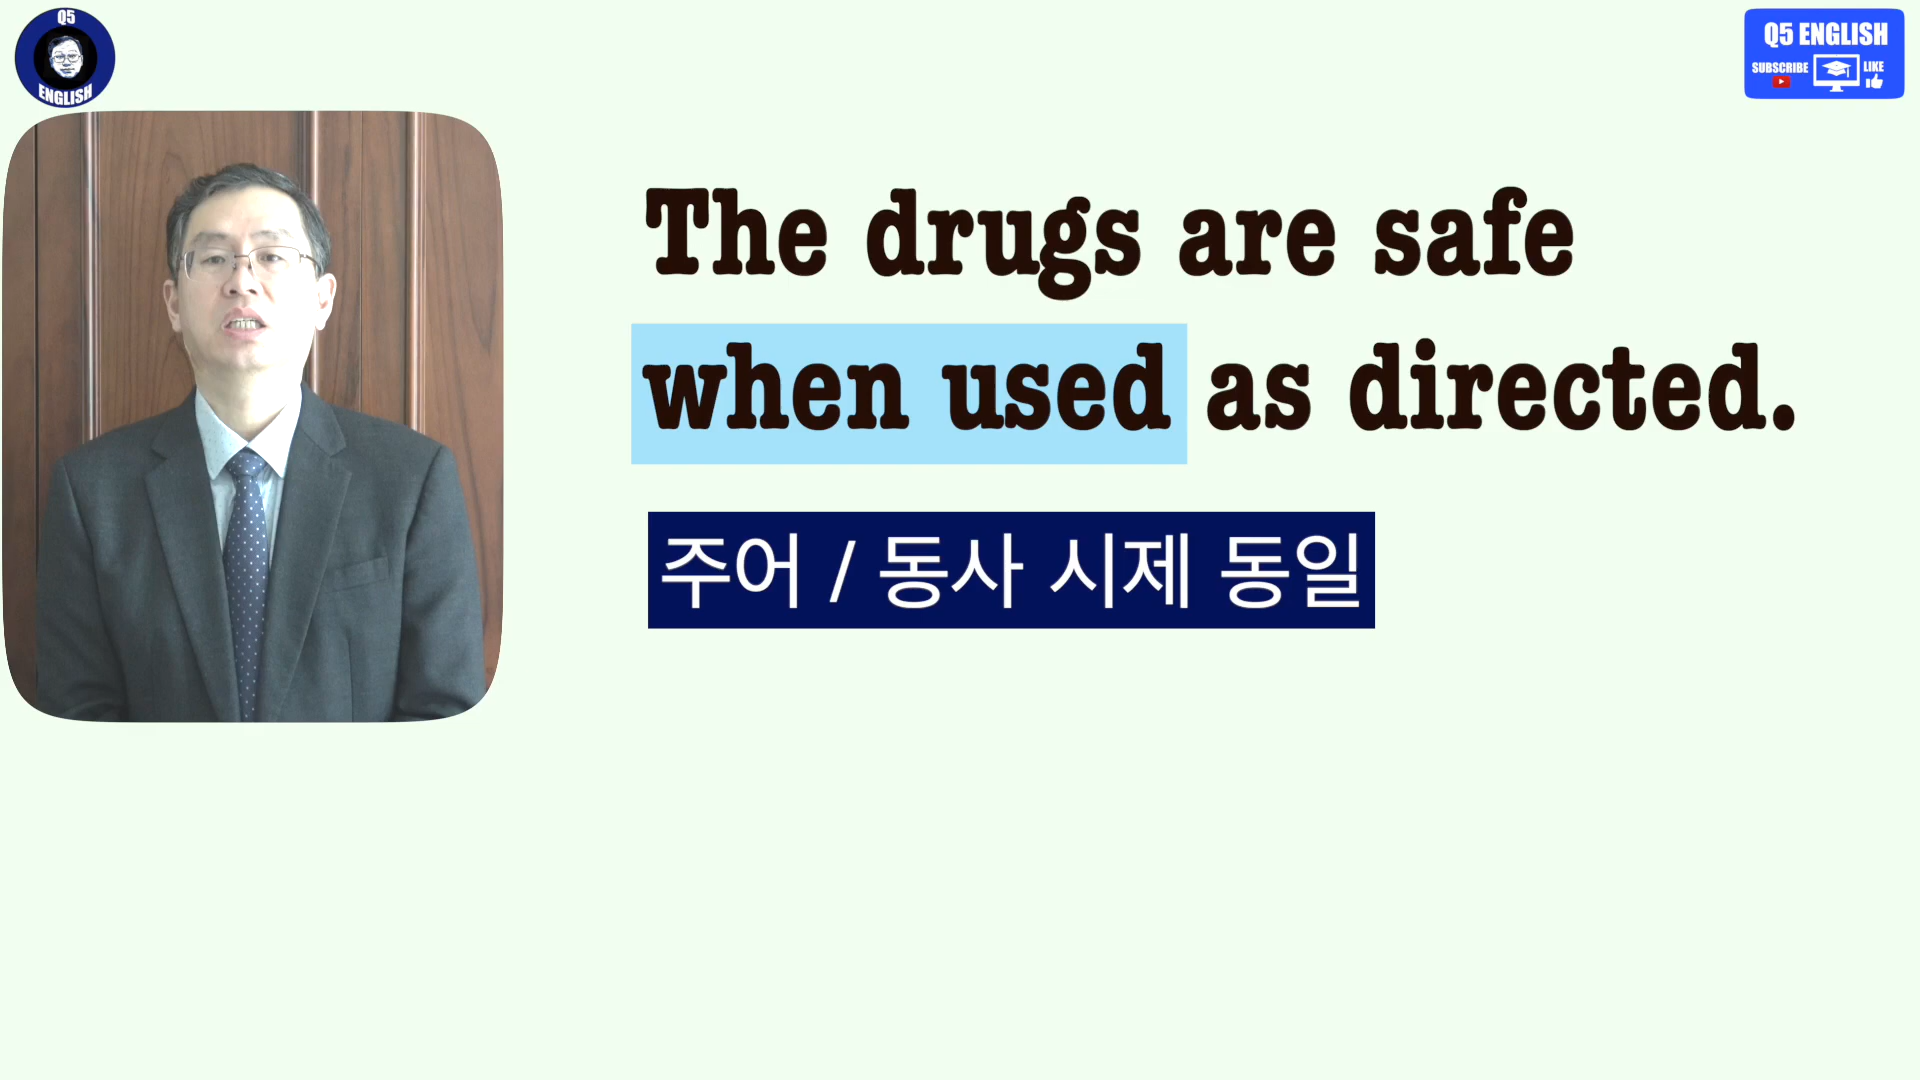 Q5
ENGLISH
Q5 ENGLISH
SUBSCRIBE
LIKE
The drugs are safe
when used as directed.
주어 / 동사 시제 동일